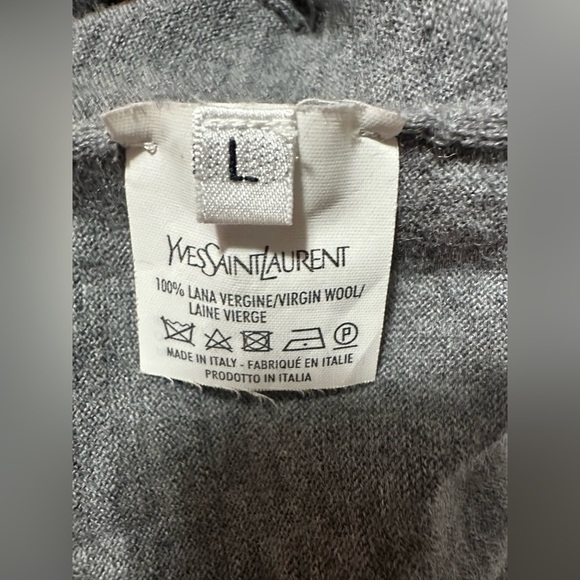 L
YVESSAINTLAURENT
100% LANA VERGINE/VIRGIN WOOL/
LAINE VIERGE
P
MADE IN ITALY - FABRIQUÉ EN ITALIE
PRODOTTO IN ITALIA